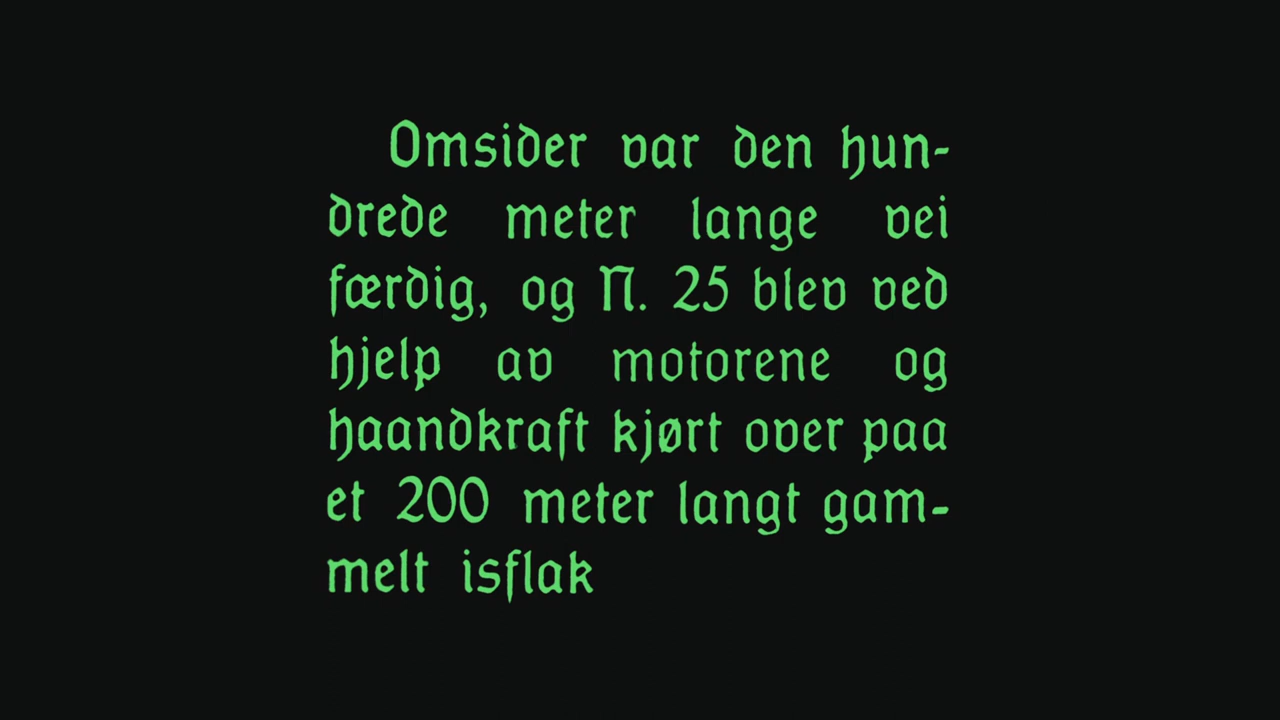 Omsider var den hun-
drede meter lange vei
færdig, og N. 25 blev ved
hjelp av motorene og
haandkraft kjørt over paa
et 200 meter langt gam-
melt isflak